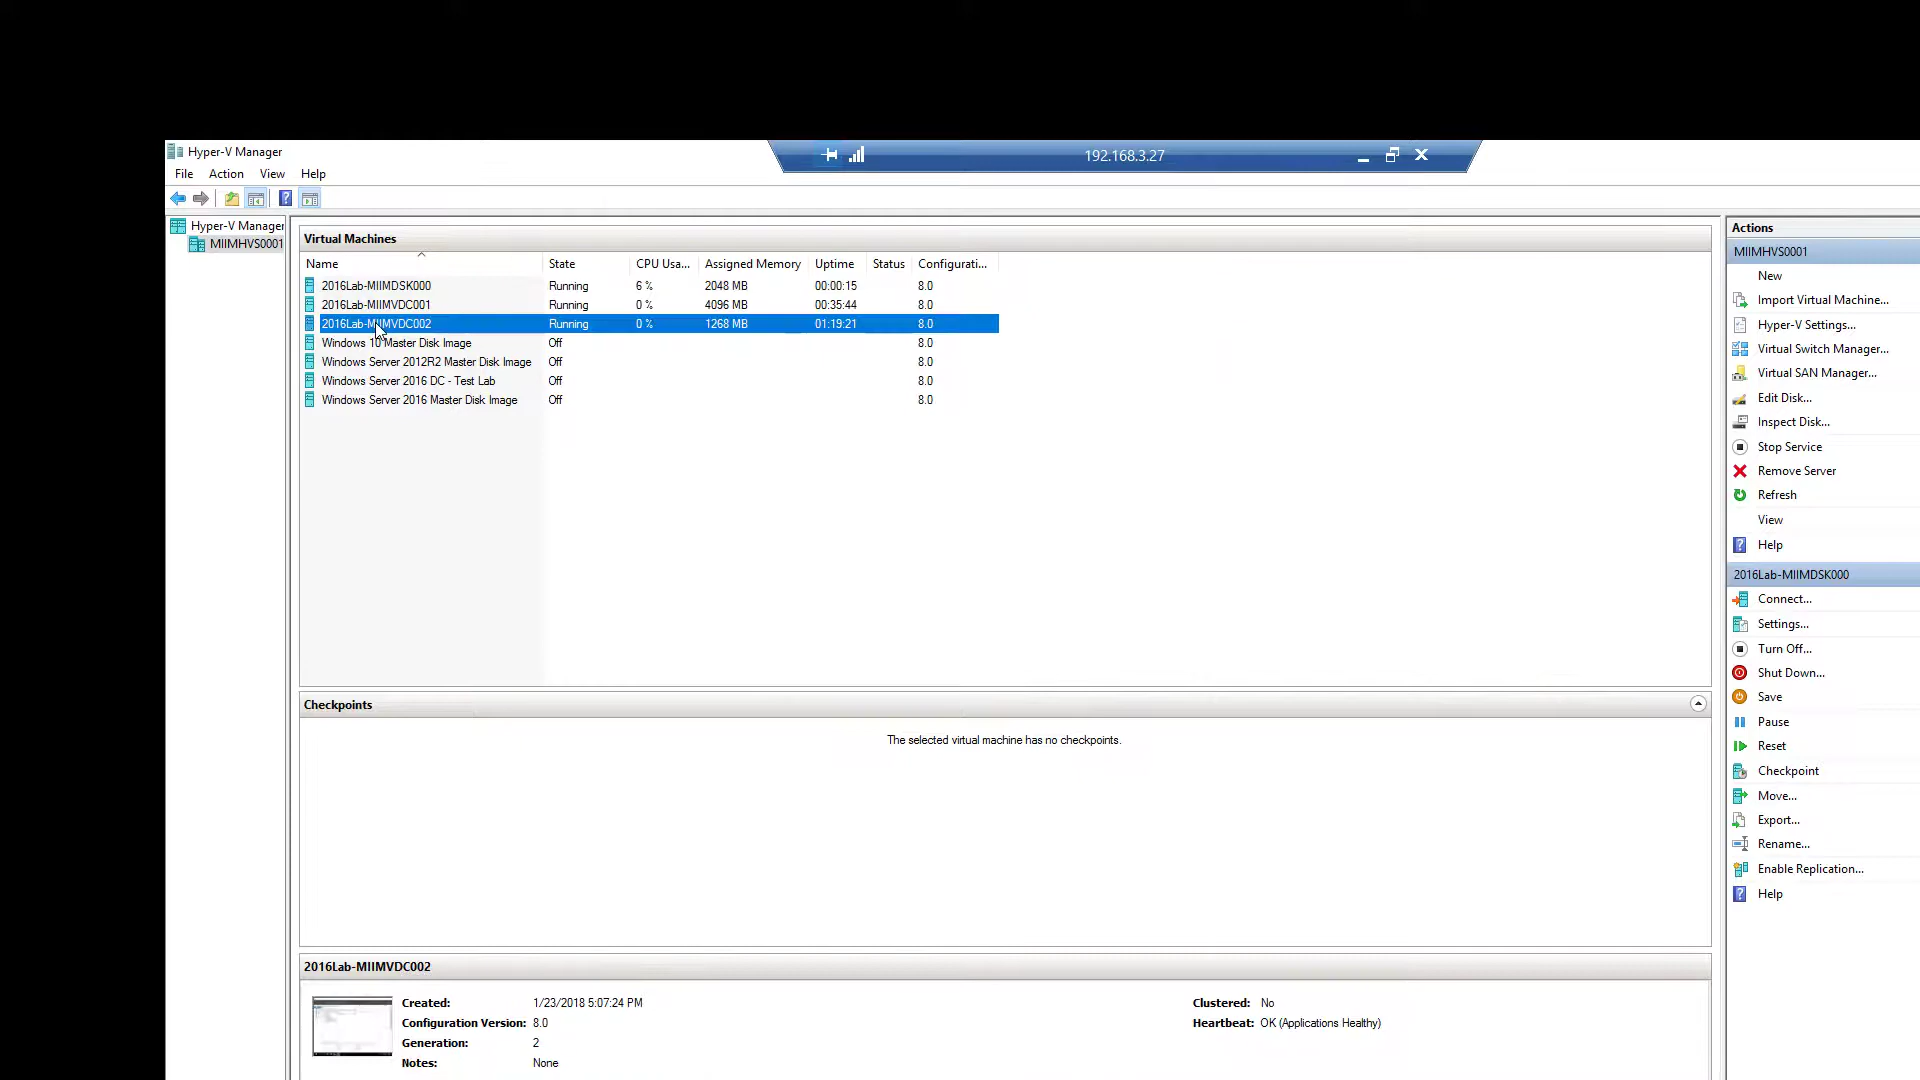 Hyper-V Manager
192.168.3.27
File Action View Help
Hyper-V Manager
MIIMHVS0001
Virtual Machines
Name State CPU Usa... Assigned Memory Uptime Status Configurati...
2016Lab-MIIMDSK000 Running 6 % 2048 MB 00:00:15 8.0
2016Lab-MIIMVDC001 Running 0 % 4096 MB 00:35:44 8.0
2016Lab-MIIMVDC002 Running 0 % 1268 MB 01:19:21 8.0
Windows 10 Master Disk Image Off 8.0
Windows Server 2012R2 Master Disk Image Off 8.0
Windows Server 2016 DC - Test Lab Off 8.0
Windows Server 2016 Master Disk Image Off 8.0
Checkpoints
The selected virtual machine has no checkpoints.
2016Lab-MIIMVDC002
Created: 1/23/2018 5:07:24 PM Clustered: No
Configuration Version: 8.0 Heartbeat: OK (Applications Healthy)
Generation: 2
Notes: None
Actions
MIIMHVS0001
New
Import Virtual Machine...
Hyper-V Settings...
Virtual Switch Manager...
Virtual SAN Manager...
Edit Disk...
Inspect Disk...
Stop Service
Remove Server
Refresh
View
Help
2016Lab-MIIMDSK000
Connect...
Settings...
Turn Off...
Shut Down...
Save
Pause
Reset
Checkpoint
Move...
Export...
Rename...
Enable Replication...
Help